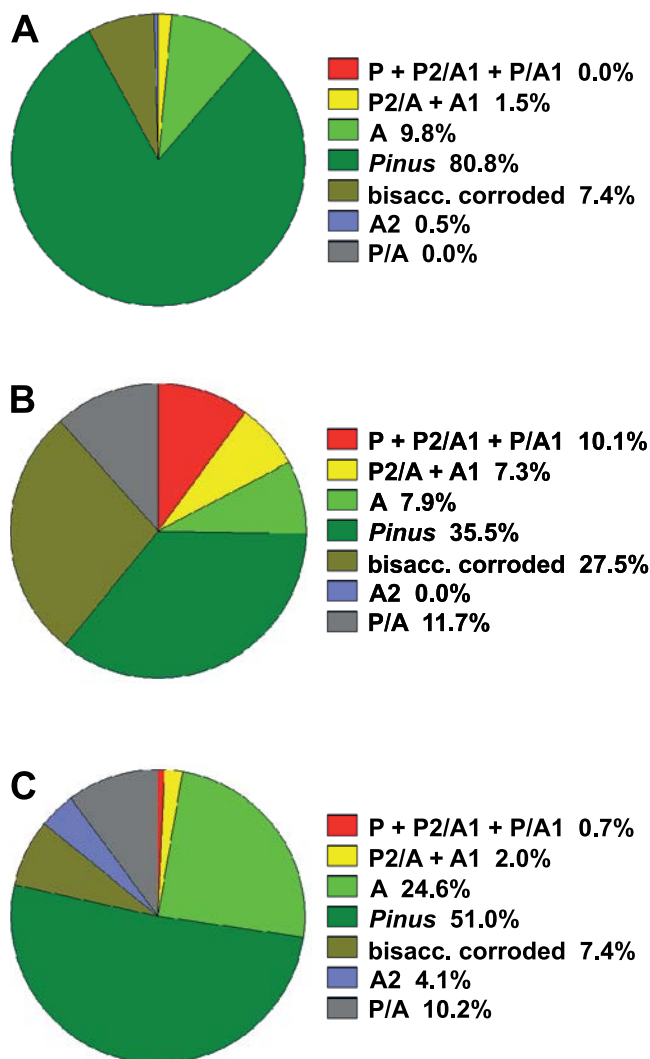 A
P + P2/A1 + P/A1 0.0%
P2/A + A1 1.5%
A 9.8%
Pinus 80.8%
bisacc. corroded 7.4%
A2 0.5%
P/A 0.0%
B
P + P2/A1 + P/A1 10.1%
P2/A + A1 7.3%
A 7.9%
Pinus 35.5%
bisacc. corroded 27.5%
A2 0.0%
P/A 11.7%
C
P + P2/A1 + P/A1 0.7%
P2/A + A1 2.0%
A 24.6%
Pinus 51.0%
bisacc. corroded 7.4%
A2 4.1%
P/A 10.2%